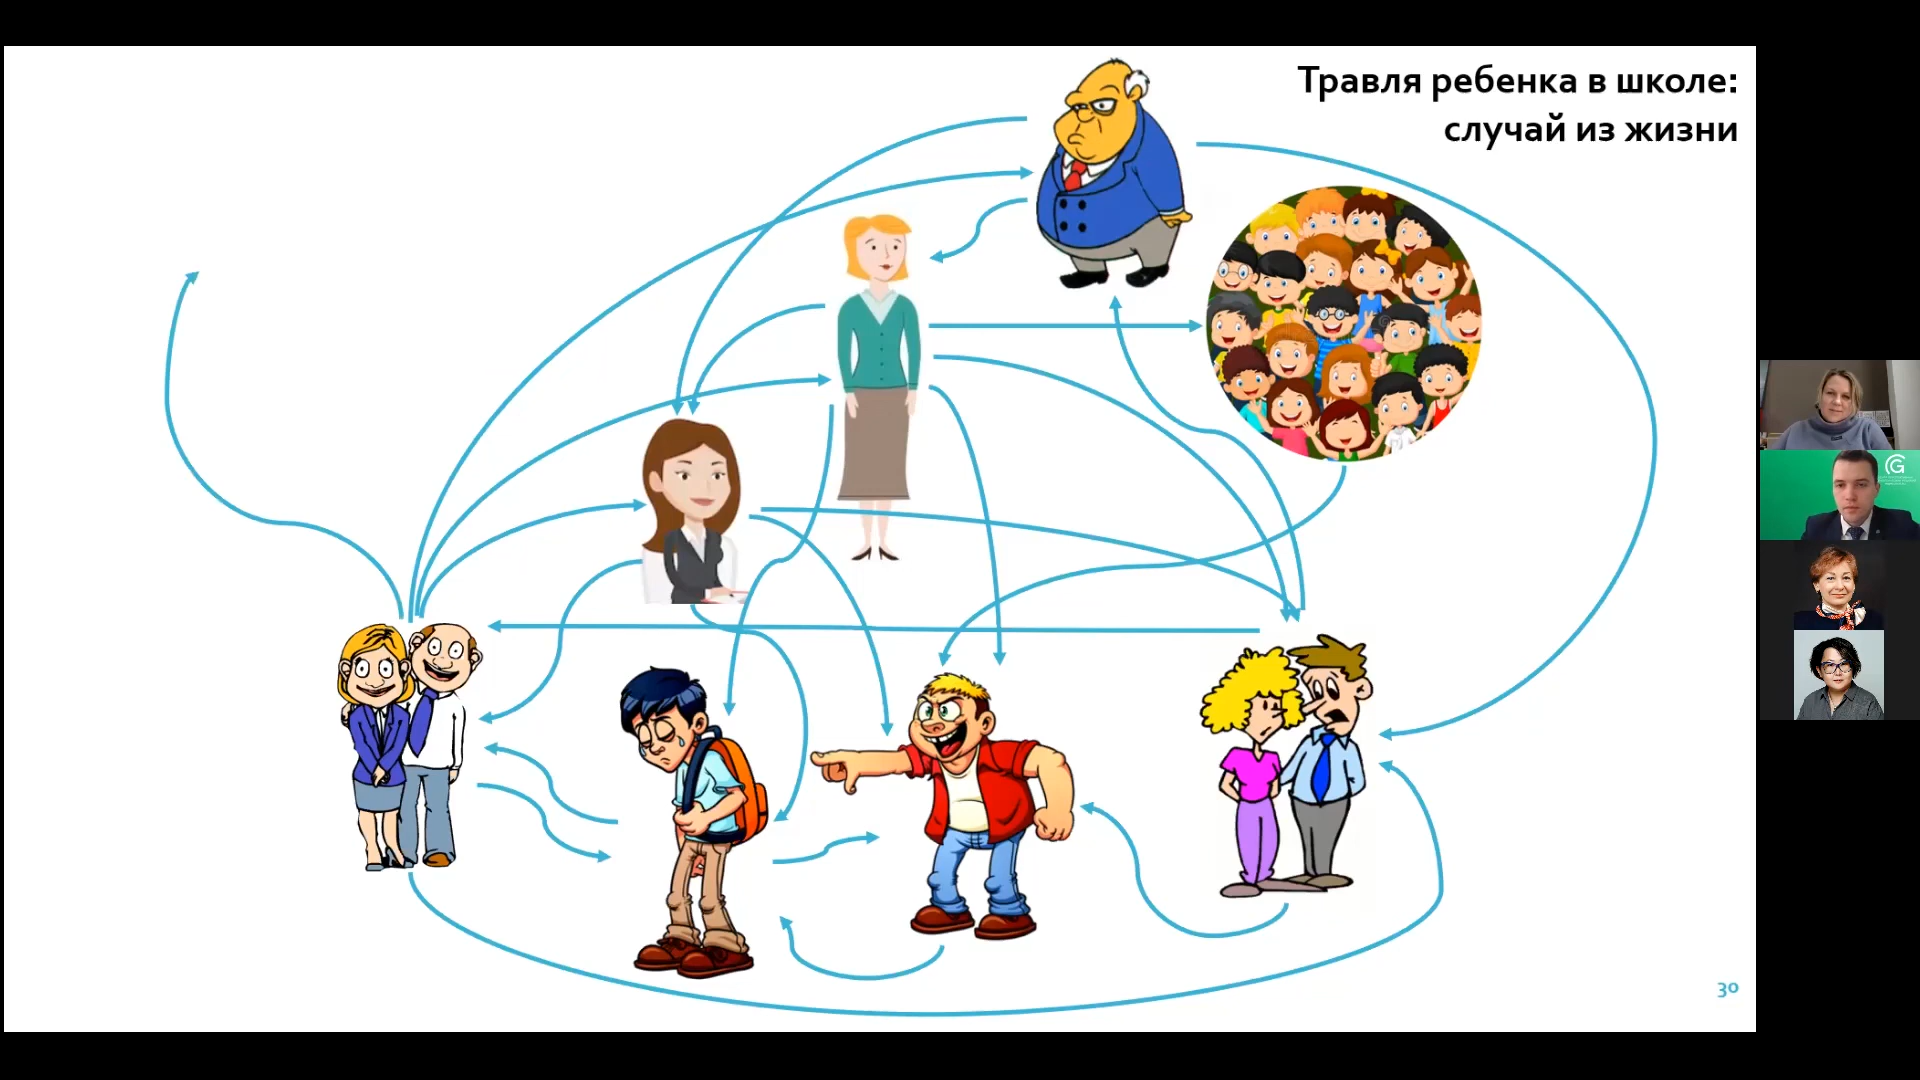 Травля ребенка в школе:
случай из жизни
30